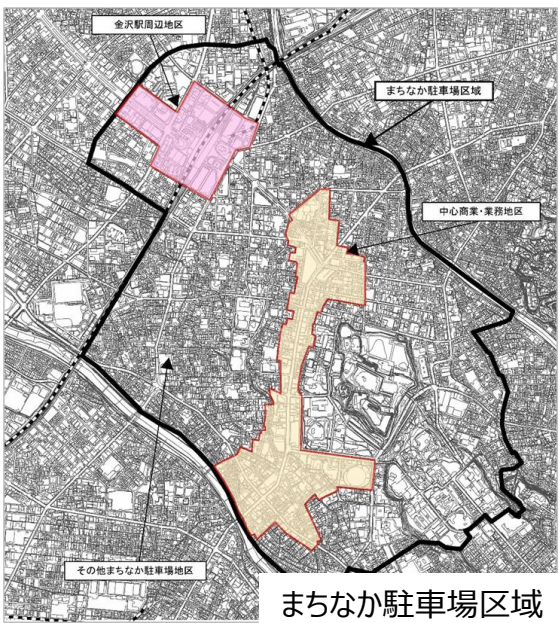 金沢駅周辺地区
まちなか駐車場区域
中心商業・業務地区
その他まちなか駐車場地区
まちなか駐車場区域